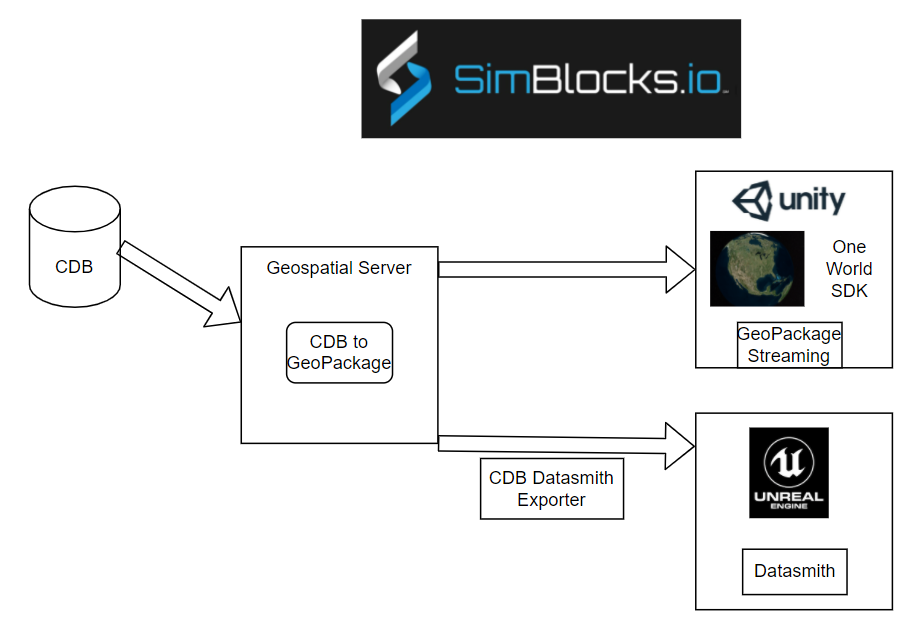 SimBlocks.io
CDB
Geospatial Server
CDB to
GeoPackage
unity
One
World
SDK
GeoPackage
Streaming
CDB Datasmith
Exporter
UNREAL
ENGINE
Datasmith